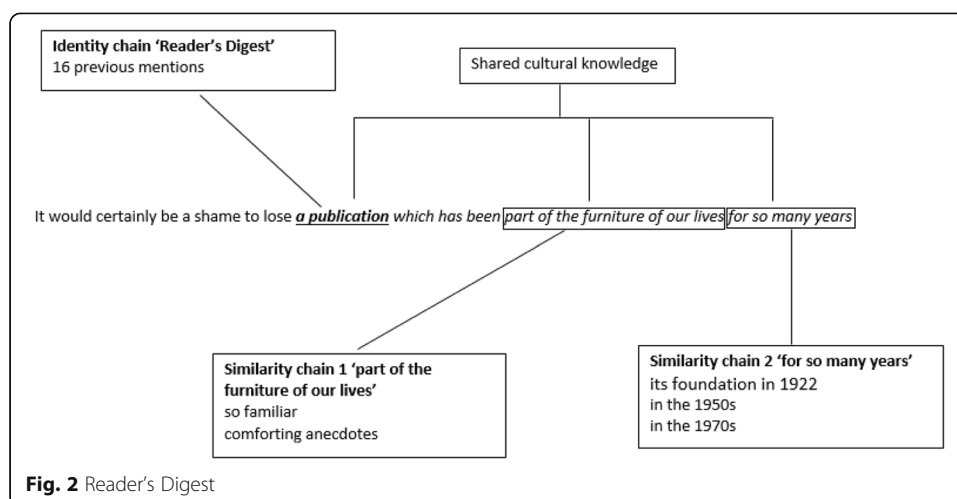 Identity chain ‘Reader’s Digest’
16 previous mentions
Shared cultural knowledge
It would certainly be a shame to lose a publication which has been part of the furniture of our lives for so many years
Similarity chain 1 ‘part of the
furniture of our lives’
so familiar
comforting anecdotes
Similarity chain 2 ‘for so many years’
its foundation in 1922
in the 1950s
in the 1970s
Fig. 2 Reader’s Digest